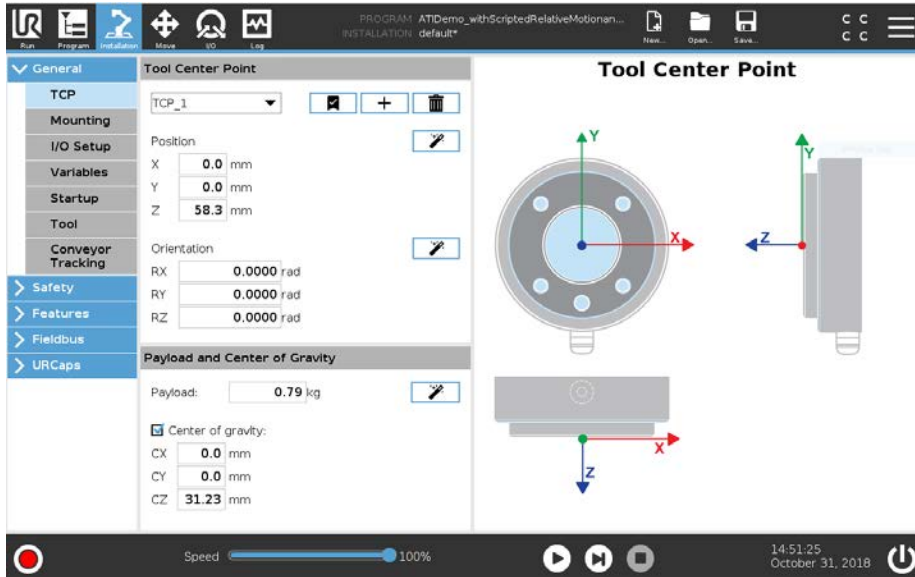 UR
Run
Program
Installation
Move
I/O
Log
PROGRAM ATIDemo_withScriptedRelativeMotionan...
INSTALLATION default*
New...
Open...
Save...
C C
C C
General
TCP
Mounting
I/O Setup
Variables
Startup
Tool
Conveyor
Tracking
Safety
Features
Fieldbus
URCaps
Tool Center Point
TCP_1
Position
X 0.0 mm
Y 0.0 mm
Z 58.3 mm
Orientation
RX 0.0000 rad
RY 0.0000 rad
RZ 0.0000 rad
Payload and Center of Gravity
Payload: 0.79 kg
Center of gravity:
CX 0.0 mm
CY 0.0 mm
CZ 31.23 mm
Tool Center Point
Y
X
Y
Z
X
Z
Speed 100%
14:51:25
October 31, 2018